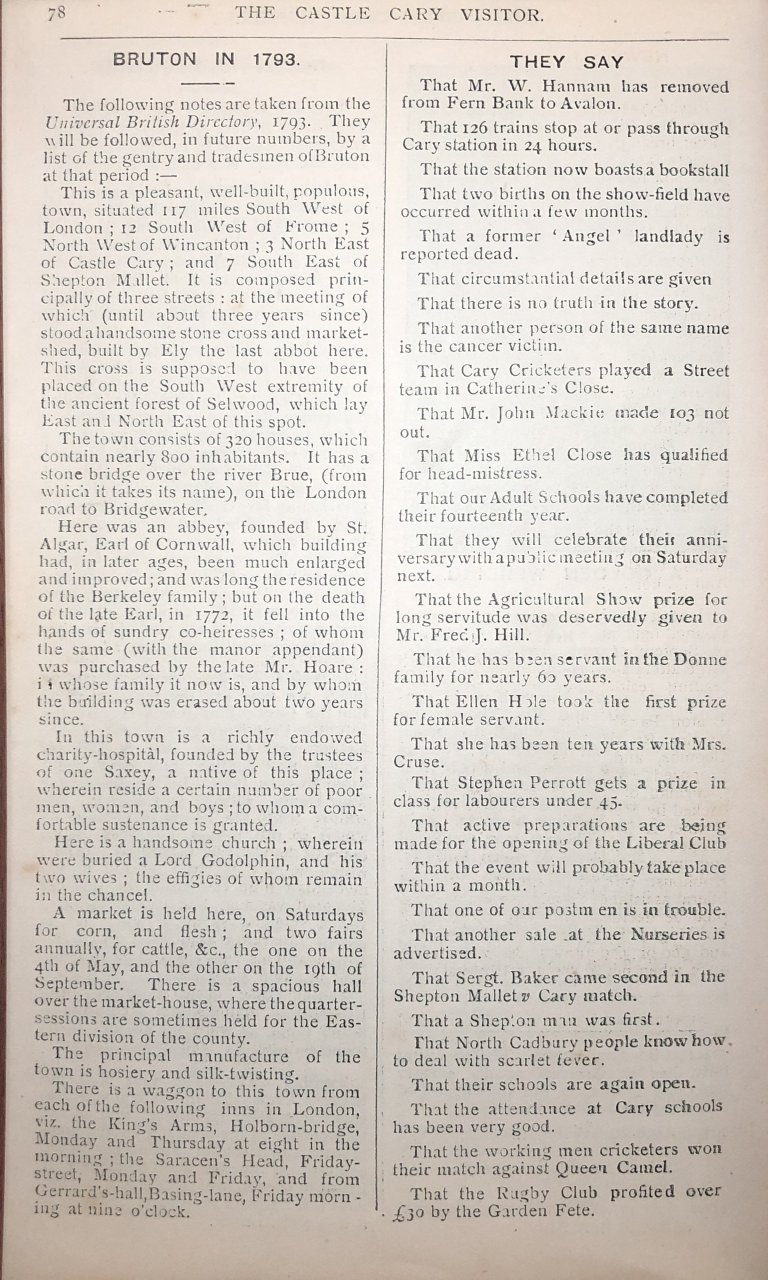 78
THE CASTLE CARY VISITOR.
BRUTON IN 1793.
The following notes are taken from the
Universal British Directory, 1793. They
will be followed, in future numbers, by a
list of the gentry and tradesmen of Bruton
at that period :—
This is a pleasant, well-built, populous,
town, situated 117 miles South West of
London ; 12 South West of Frome ; 5
North West of Wincanton ; 3 North East
of Castle Cary ; and 7 South East of
Shepton Mallet. It is composed prin-
cipally of three streets : at the meeting of
which (until about three years since)
stood a handsome stone cross and market-
shed, built by Ely the last abbot here.
This cross is supposed to have been
placed on the South West extremity of
the ancient forest of Selwood, which lay
East and North East of this spot.
The town consists of 320 houses, which
contain nearly 800 inhabitants. It has a
stone bridge over the river Brue, (from
which it takes its name), on the London
road to Bridgewater.
Here was an abbey, founded by St.
Algar, Earl of Cornwall, which building
had, in later ages, been much enlarged
and improved ; and was long the residence
of the Berkeley family ; but on the death
of the late Earl, in 1772, it fell into the
hands of sundry co-heiresses ; of whom
the same (with the manor appendant)
was purchased by the late Mr. Hoare :
in whose family it now is, and by whom
the building was erased about two years
since.
In this town is a richly endowed
charity-hospital, founded by the trustees
of one Saxey, a native of this place ;
wherein reside a certain number of poor
men, women, and boys ; to whom a com-
fortable sustenance is granted.
Here is a handsome church ; wherein
were buried a Lord Godolphin, and his
two wives ; the effigies of whom remain
in the chancel.
A market is held here, on Saturdays
for corn, and flesh ; and two fairs
annually, for cattle, &c., the one on the
4th of May, and the other on the 19th of
September. There is a spacious hall
over the market-house, where the quarter-
sessions are sometimes held for the Eas-
tern division of the county.
The principal manufacture of the
town is hosiery and silk-twisting.
There is a waggon to this town from
each of the following inns in London,
viz. the King's Arms, Holborn-bridge,
Monday and Thursday at eight in the
morning ; the Saracen's Head, Friday-
street, Monday and Friday, and from
Gerrard's-hall, Basing-lane, Friday morn -
ing at nine o'clock.
THEY SAY
That Mr. W. Hannam has removed
from Fern Bank to Avalon.
That 126 trains stop at or pass through
Cary station in 24 hours.
That the station now boasts a bookstall
That two births on the show-field have
occurred within a few months.
That a former ‘ Angel ’ landlady is
reported dead.
That circumstantial details are given
That there is no truth in the story.
That another person of the same name
is the cancer victim.
That Cary Cricketers played a Street
team in Catherine's Close.
That Mr. John Mackie made 103 not
out.
That Miss Ethel Close has qualified
for head-mistress.
That our Adult Schools have completed
their fourteenth year.
That they will celebrate their anni-
versary with a public meeting on Saturday
next.
That the Agricultural Show prize for
long servitude was deservedly given to
Mr. Fred J. Hill.
That he has been servant in the Donne
family for nearly 60 years.
That Ellen Hole took the first prize
for female servant.
That she has been ten years with Mrs.
Cruse.
That Stephen Perrott gets a prize in
class for labourers under 45.
That active preparations are being
made for the opening of the Liberal Club
That the event will probably take place
within a month.
That one of our postm en is in trouble.
That another sale at the Nurseries is
advertised.
That Sergt. Baker came second in the
Shepton Mallet v Cary match.
That a Shepton man was first.
That North Cadbury people know how
to deal with scarlet fever.
That their schools are again open.
That the attendance at Cary schools
has been very good.
That the working men cricketers won
their match against Queen Camel.
That the Rugby Club profited over
£30 by the Garden Fete.